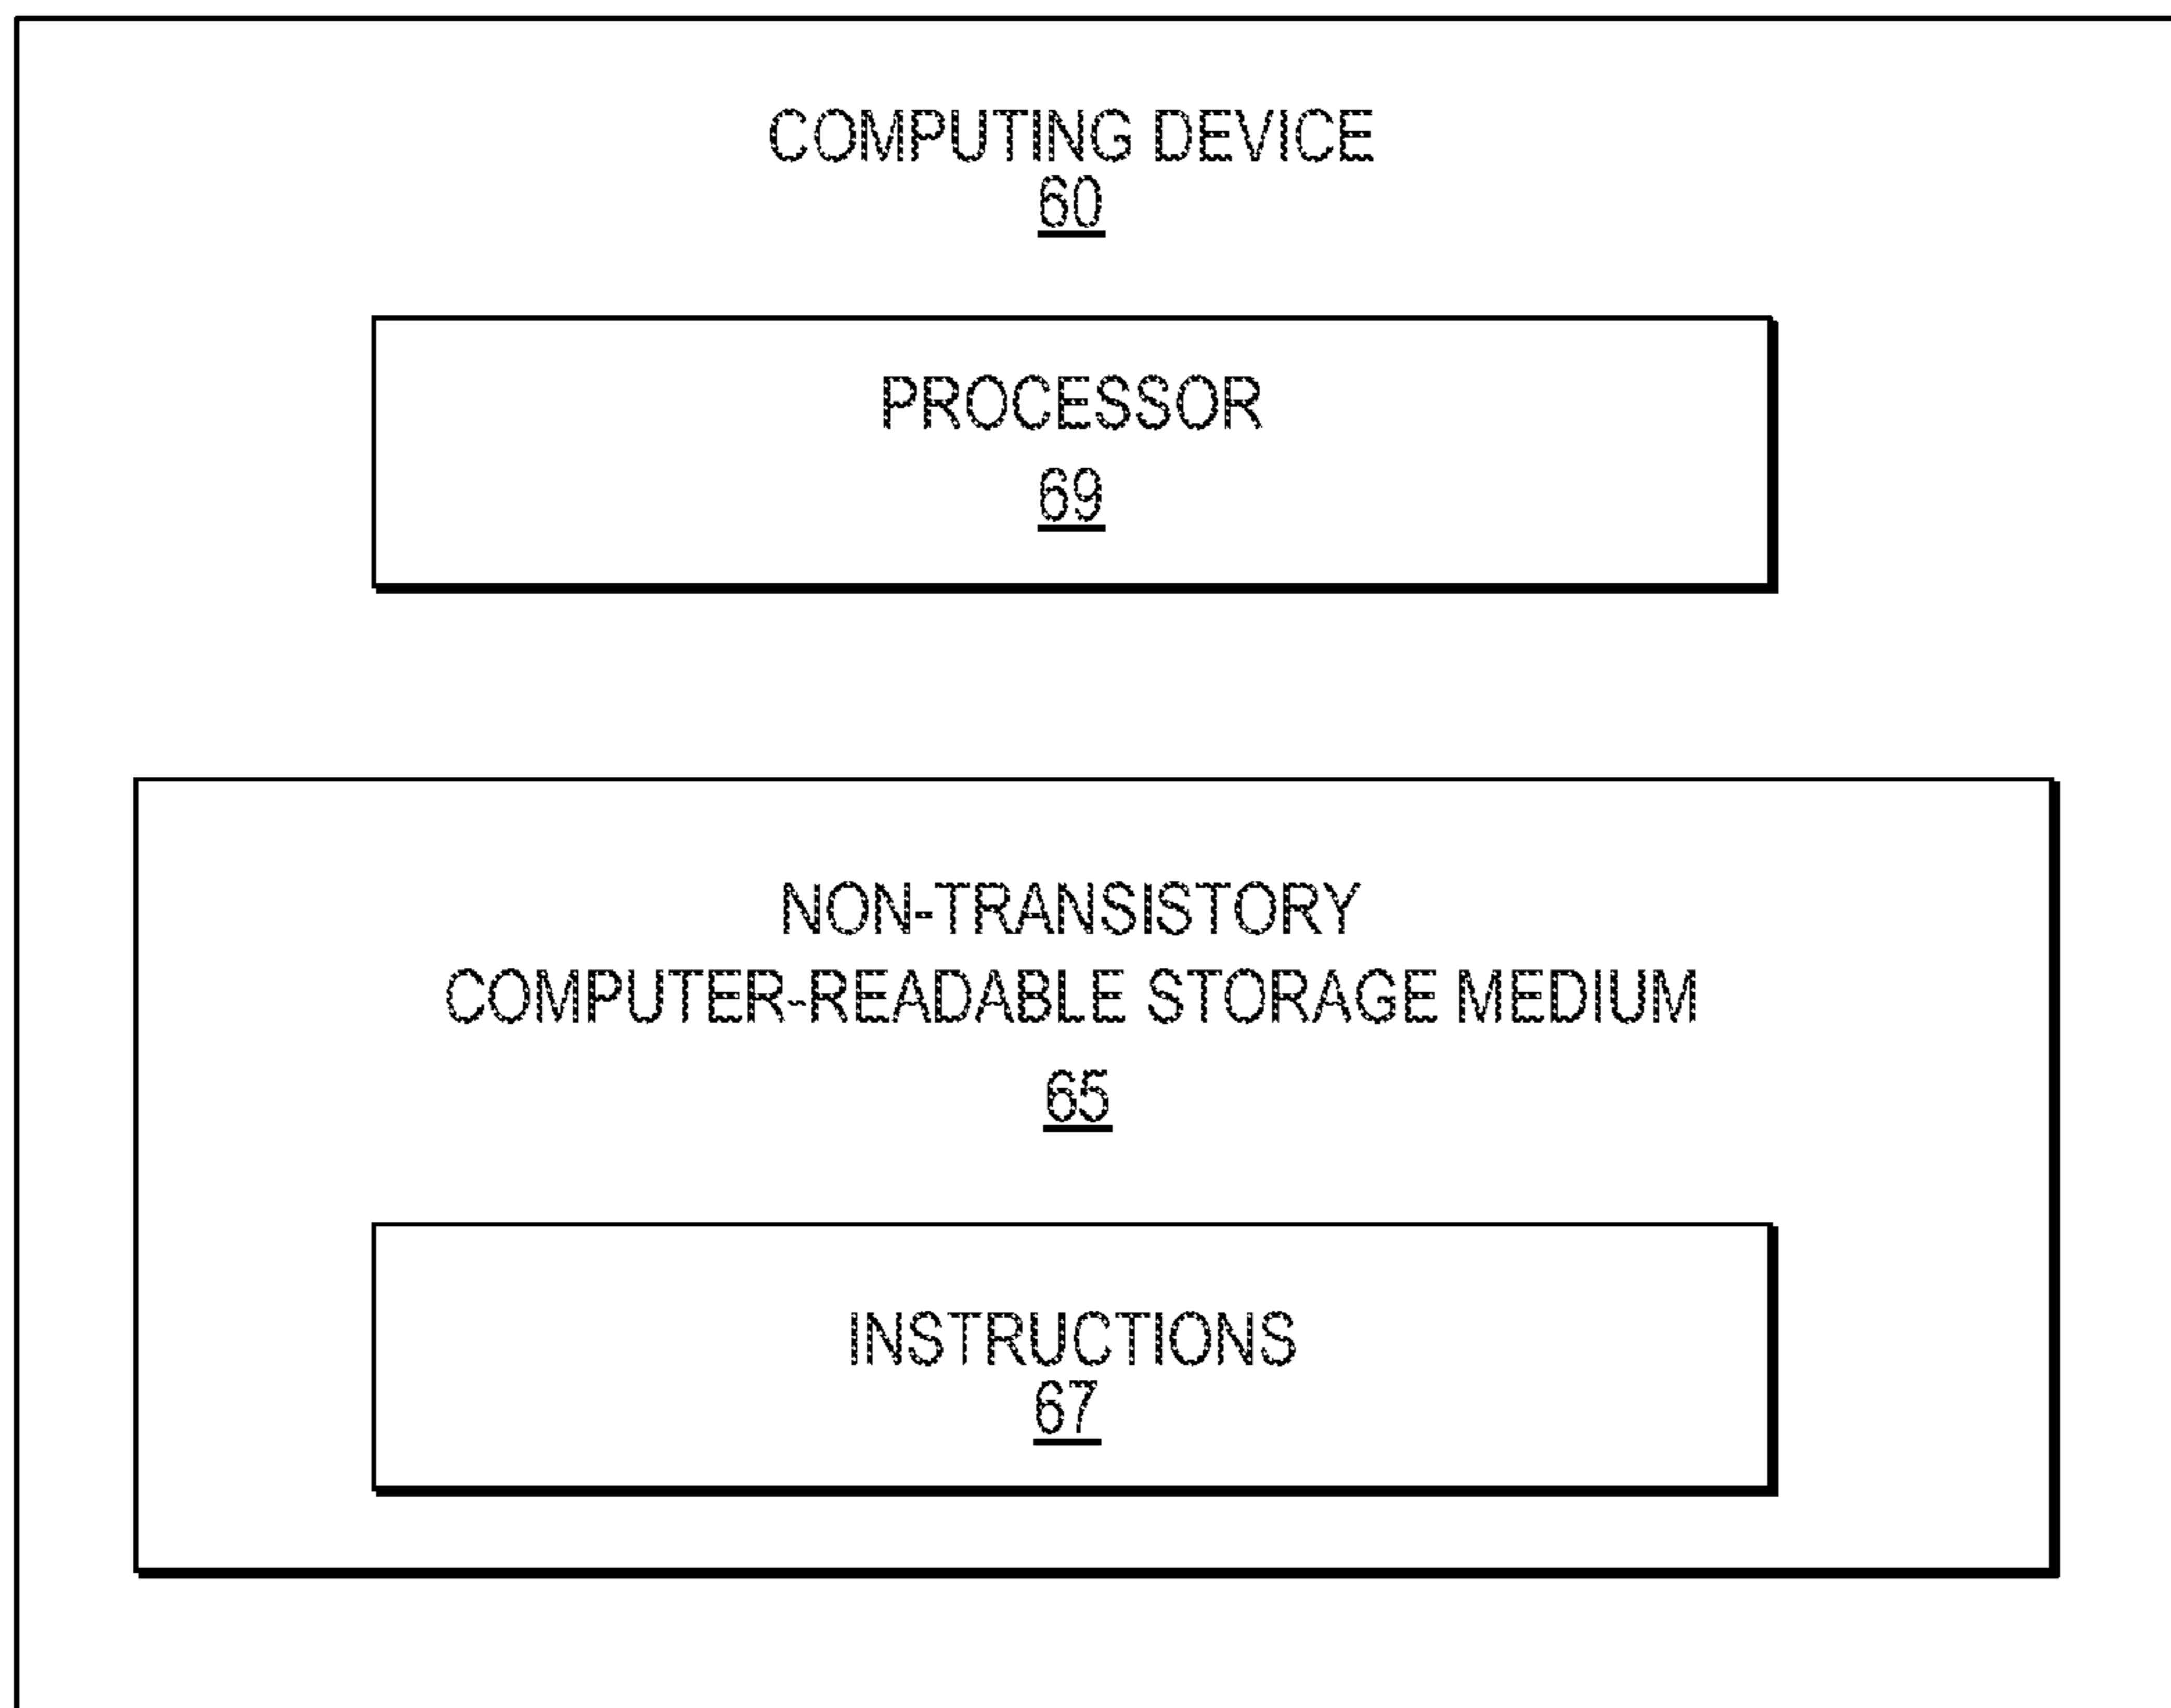 COMPUTING DEVICE
60
PROCESSOR
69
NON-TRANSISTORY
COMPUTER-READABLE STORAGE MEDIUM
65
INSTRUCTIONS
67